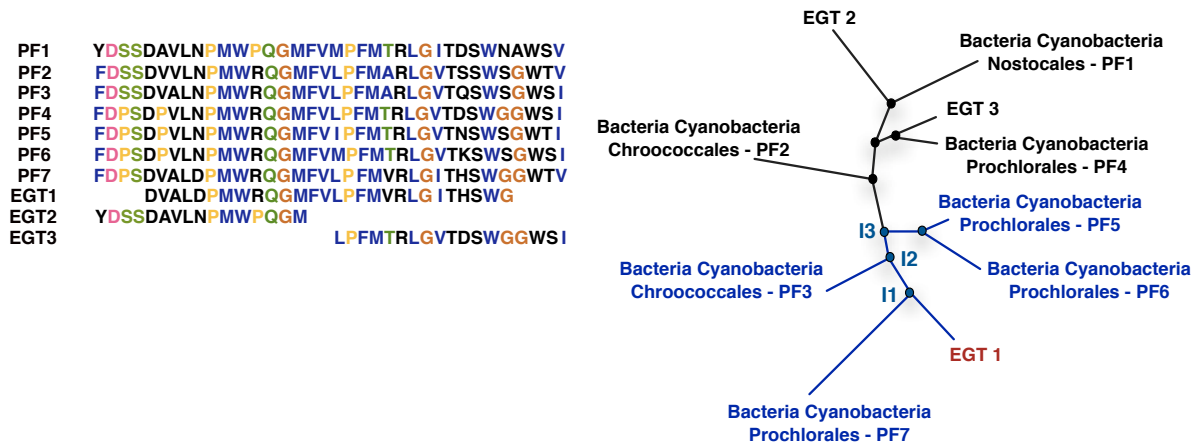 PF1 YDSSDAVLNPMWPQGMFVMPFMTRLGITDSWNAWSV
PF2 FDSSDVVLNPMWRQGMFVLPFMARLGVTSSWSGWTV
PF3 FDSSDVALNPMWRQGMFVLPFMARLGVTQSWSGWSI
PF4 FDPSDPVLNPMWRQGMFVLPFMTRLGVTDSWGGWSI
PF5 FDPSDPVLNPMWRQGMFVIPFMTRLGVTNSWSGWTI
PF6 FDPSDPVLNPMWRQGMFVMPFMTRLGVTKSWSGWSI
PF7 FDPSDVALDPMWRQGMFVLPFMVRLGITHSWGGWTV
EGT1 DVALDPMWRQGMFVLPFMVRLGITHSWG
EGT2 YDSSDAVLNPMWPQGM
EGT3 LPFMTRLGVTDSWGGWSI
EGT 2
Bacteria Cyanobacteria
Nostocales - PF1
EGT 3
Bacteria Cyanobacteria
Chroococcales - PF2
Bacteria Cyanobacteria
Prochlorales - PF4
Bacteria Cyanobacteria
Prochlorales - PF5
I3
I2
Bacteria Cyanobacteria
Chroococcales - PF3
Bacteria Cyanobacteria
Prochlorales - PF6
I1
EGT 1
Bacteria Cyanobacteria
Prochlorales - PF7